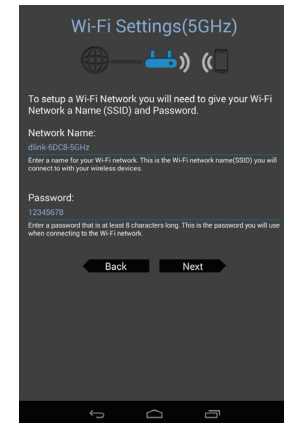 Wi-Fi Settings(5GHz)
To setup a Wi-Fi Network you will need to give your Wi-Fi
Network a Name (SSID) and Password.
Network Name:
dlink-6DC8-5GHz
Enter a name for your Wi-Fi network. This is the Wi-Fi network name(SSID) you will
connect to with your wireless devices.
Password:
12345678
Enter a password that is at least 8 characters long. This is the password you will use
when connecting to the Wi-Fi network.
Back
Next